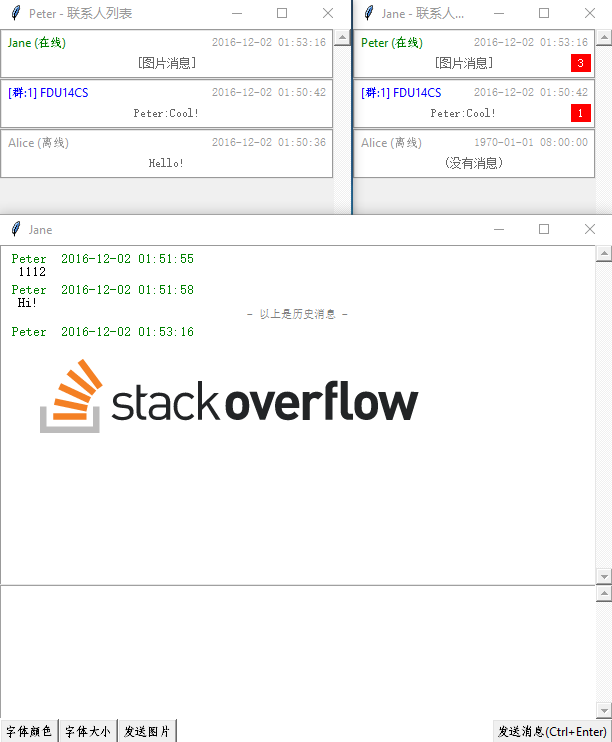 Peter - 联系人列表
Jane (在线) 2016-12-02 01:53:16
[图片消息]
[群:1] FDU14CS 2016-12-02 01:50:42
Peter:Cool!
Alice (离线) 2016-12-02 01:50:36
Hello!
Jane - 联系人...
Peter (在线) 2016-12-02 01:53:16
[图片消息] 3
[群:1] FDU14CS 2016-12-02 01:50:42
Peter:Cool! 1
Alice (离线) 1970-01-01 08:00:00
(没有消息)
Jane
Peter 2016-12-02 01:51:55
1112
Peter 2016-12-02 01:51:58
Hi!
- 以上是历史消息 -
Peter 2016-12-02 01:53:16
stackoverflow
字体颜色 字体大小 发送图片 发送消息(Ctrl+Enter)